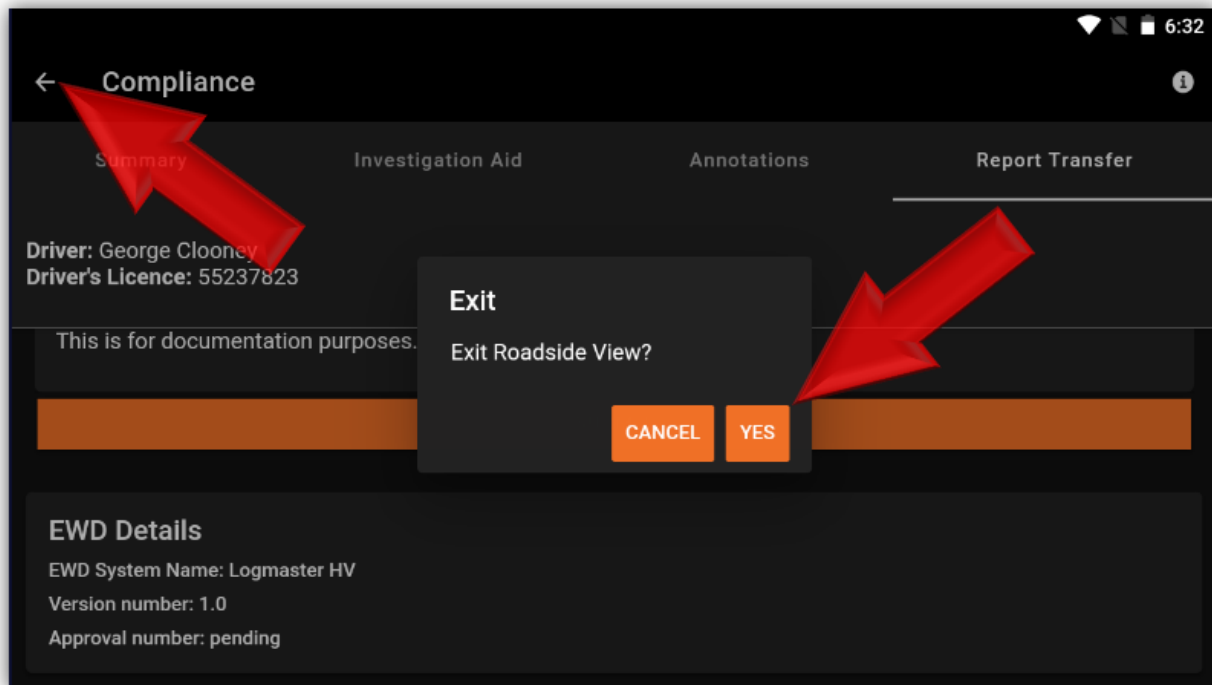 6:32
Compliance
Summary Investigation Aid Annotations Report Transfer
Driver: George Clooney
Driver's Licence: 55237823
This is for documentation purposes.
Exit
Exit Roadside View?
CANCEL YES
EWD Details
EWD System Name: Logmaster HV
Version number: 1.0
Approval number: pending